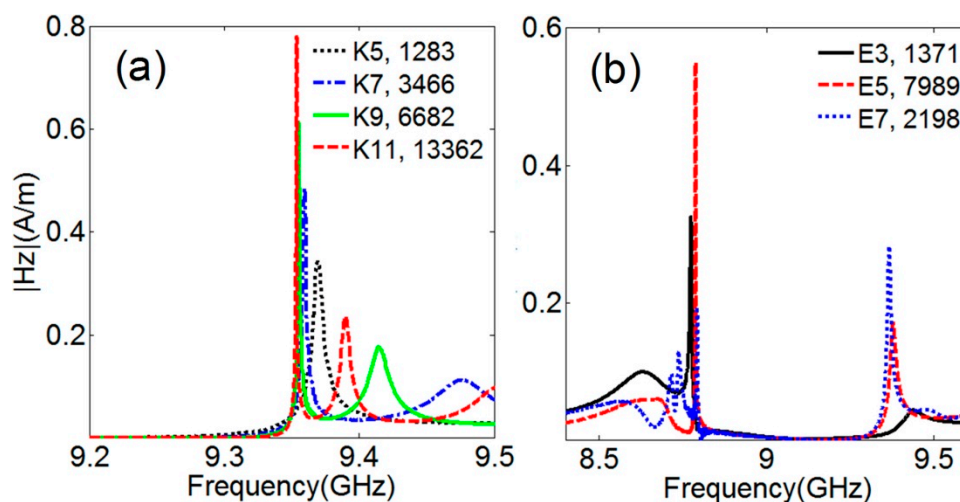 (a)
K5, 1283
K7, 3466
K9, 6682
K11, 13362
|Hz|(A/m)
0.8
0.6
0.4
0.2
9.2
9.3
9.4
9.5
Frequency(GHz)
(b)
E3, 1371
E5, 7989
E7, 2198
0.6
0.4
0.2
8.5
9
9.5
Frequency(GHz)